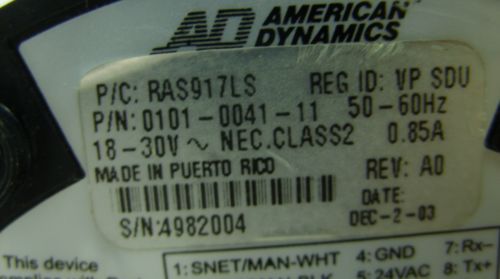 AD AMERICAN
DYNAMICS
P/C: RAS917LS REG ID: VP SDU
P/N: 0101-0041-11 50-60Hz
18-30V ~ NEC.CLASS2 0.85A
MADE IN PUERTO RICO REV: A0
DATE:
S/N:4982004 DEC-2-03
This device
1: SNET/MAN-WHT 4: GND 7: Rx-
5: 24VAC 8: Tx+